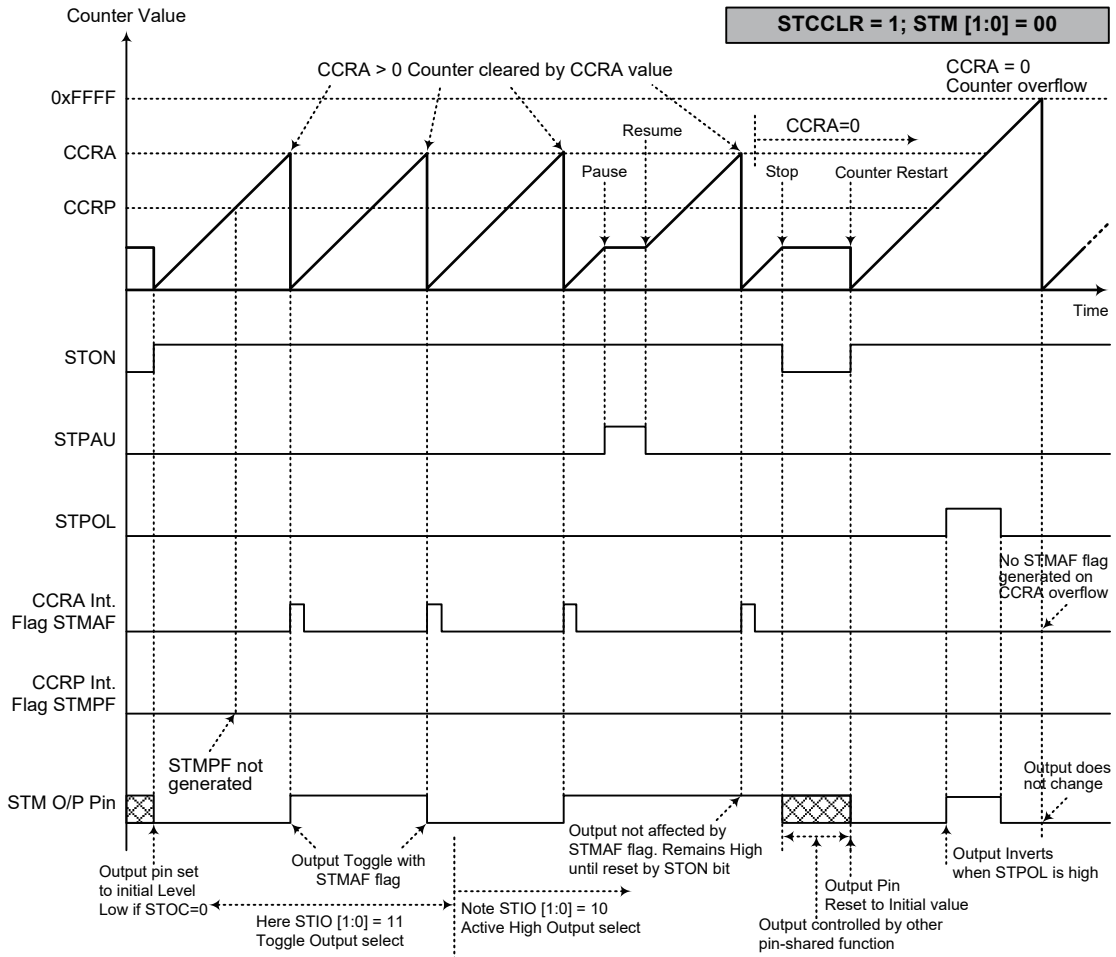 Counter Value
STCCLR = 1; STM [1:0] = 00
CCRA > 0 Counter cleared by CCRA value
CCRA = 0
Counter overflow
0xFFFF
Resume
CCRA=0
CCRA
Pause
Stop
Counter Restart
CCRP
Time
STON
STPAU
STPOL
No STMAF flag
generated on
CCRA overflow
CCRA Int.
Flag STMAF
CCRP Int.
Flag STMPF
STMPF not
generated
Output does
not change
STM O/P Pin
Output pin set
to initial Level
Low if STOC=0
Output Toggle with
STMAF flag
Output not affected by
STMAF flag. Remains High
until reset by STON bit
Output Inverts
when STPOL is high
Output Pin
Reset to Initial value
Here STIO [1:0] = 11
Toggle Output select
Note STIO [1:0] = 10
Active High Output select
Output controlled by other
pin-shared function